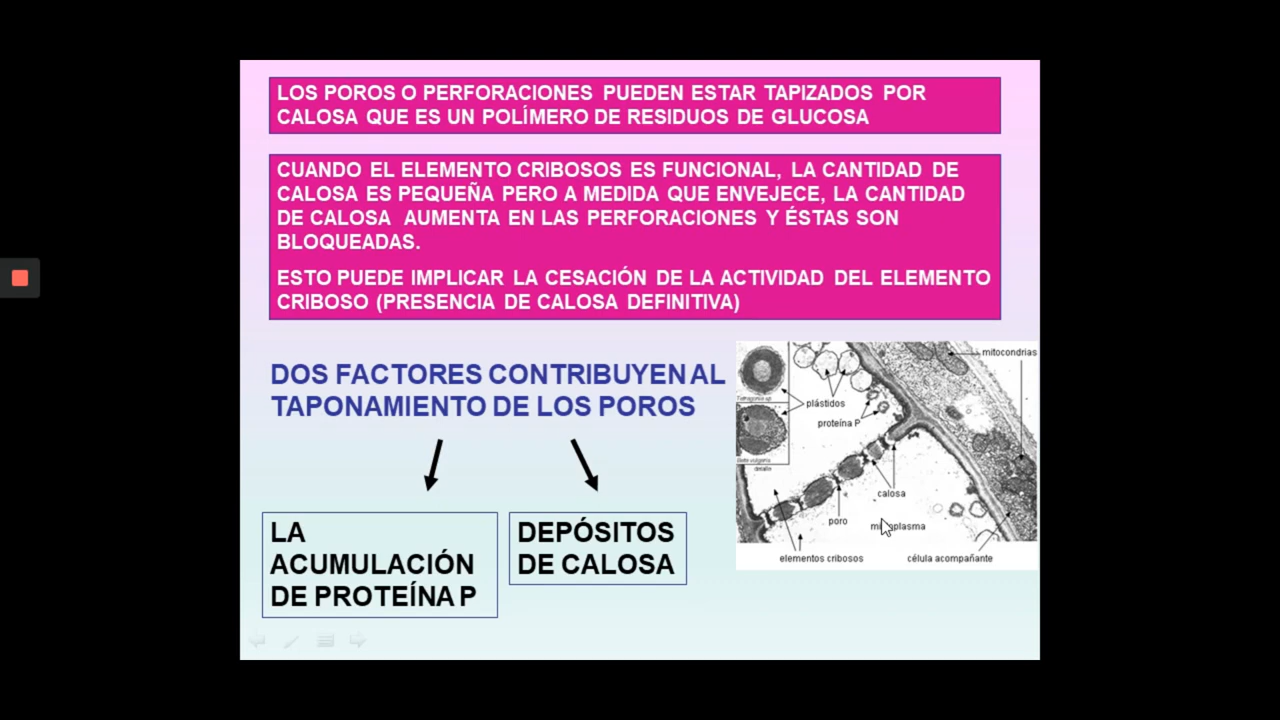 LOS POROS O PERFORACIONES PUEDEN ESTAR TAPIZADOS POR
CALOSA QUE ES UN POLÍMERO DE RESIDUOS DE GLUCOSA
CUANDO EL ELEMENTO CRIBOSOS ES FUNCIONAL, LA CANTIDAD DE
CALOSA ES PEQUEÑA PERO A MEDIDA QUE ENVEJECE, LA CANTIDAD
DE CALOSA AUMENTA EN LAS PERFORACIONES Y ÉSTAS SON
BLOQUEADAS.
ESTO PUEDE IMPLICAR LA CESACIÓN DE LA ACTIVIDAD DEL ELEMENTO
CRIBOSO (PRESENCIA DE CALOSA DEFINITIVA)
DOS FACTORES CONTRIBUYEN AL
TAPONAMIENTO DE LOS POROS
LA
ACUMULACIÓN
DE PROTEÍNA P
DEPÓSITOS
DE CALOSA
mitocondrias
plástidos
proteína P
Beta vulgaris
detalle
calosa
poro
elementos cribosos
célula acompañante